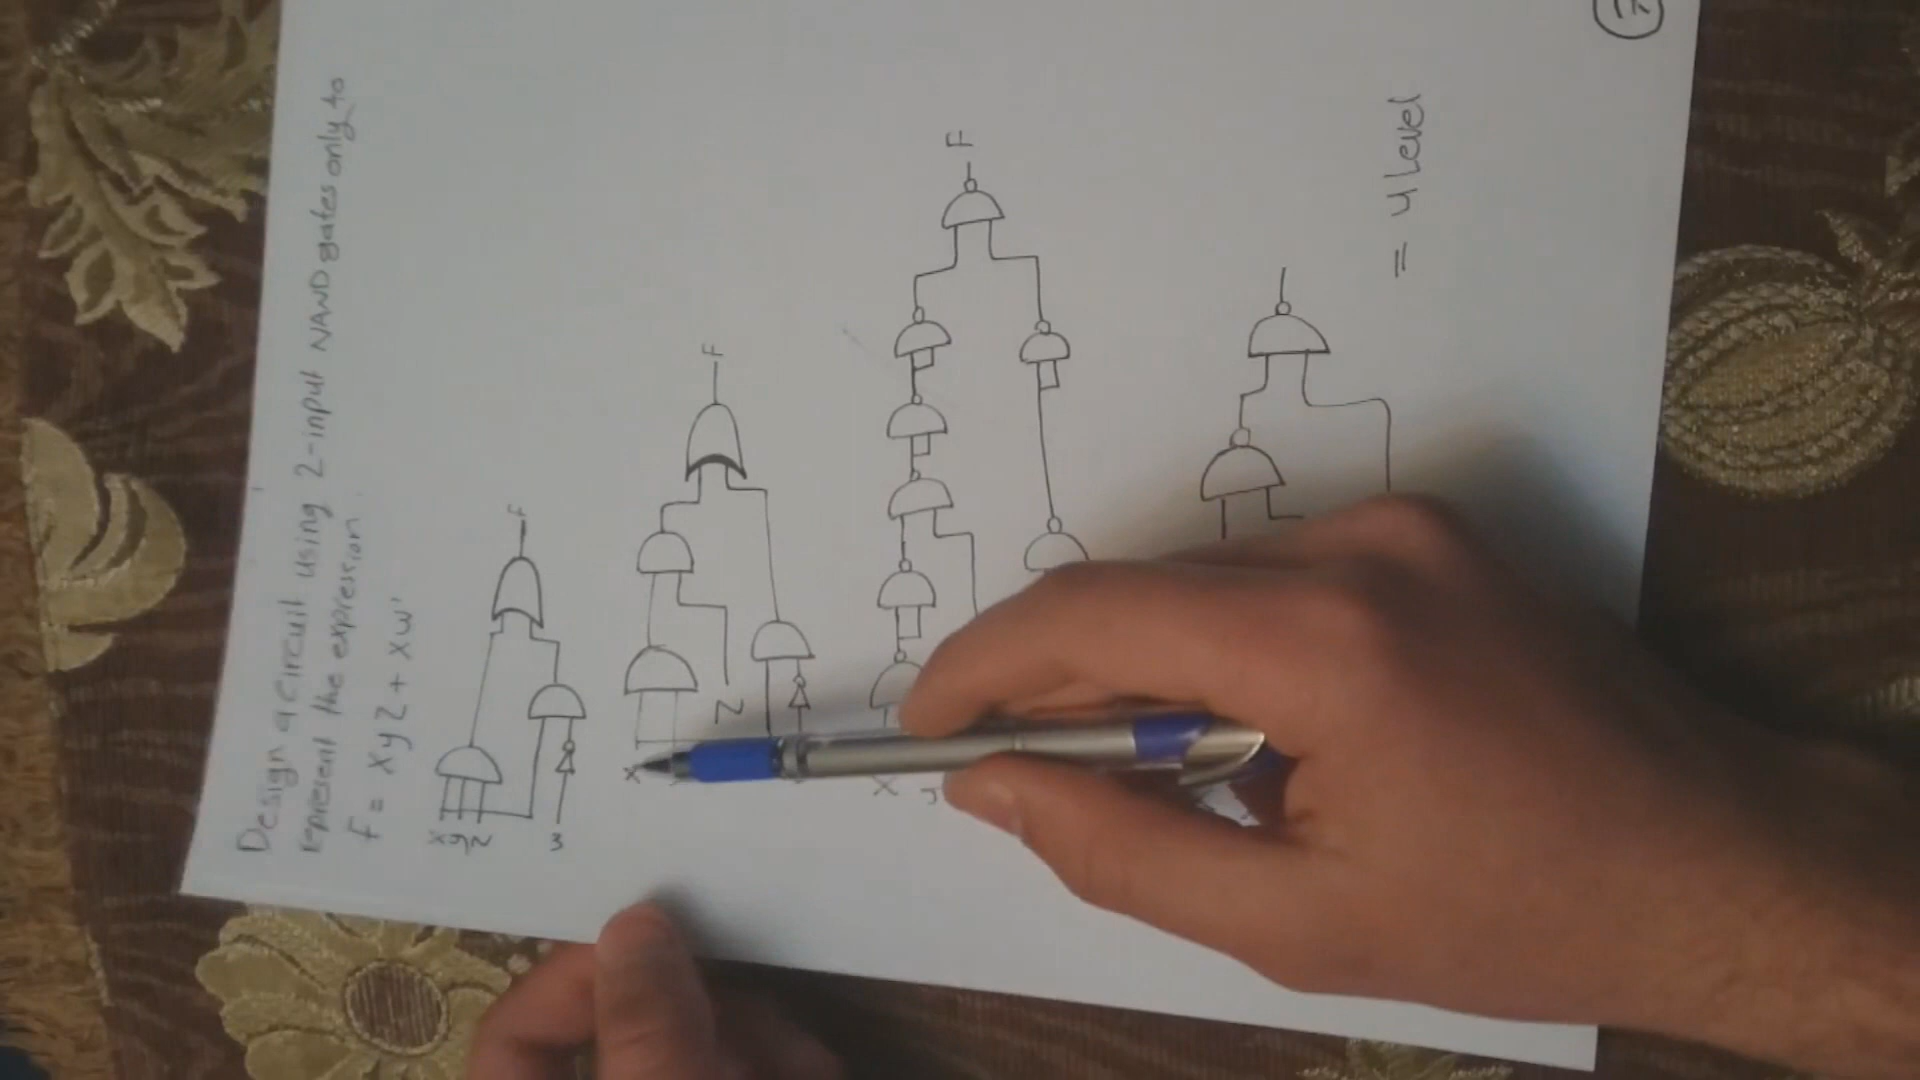 Design a circuit using 2-input NAND gates only to
represent the expression.
F = xyz + xw'
F
x
y
z
w
F
x
z
F
x
y
= 4 Level